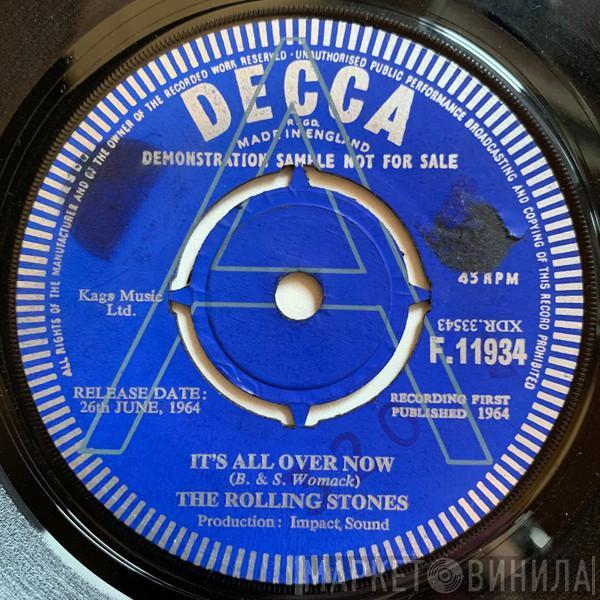 ALL RIGHTS OF THE MANUFACTURER AND OF THE OWNER OF THE RECORDED WORK RESERVED · UNAUTHORISED PUBLIC PERFORMANCE BROADCASTING AND COPYING OF THIS RECORD PROHIBITED
DECCA
REGD.
MADE IN ENGLAND
DEMONSTRATION SAMPLE NOT FOR SALE
A
45 RPM
Kags Music
Ltd.
XDR.33543
F.11934
RELEASE DATE:
26th JUNE, 1964
RECORDING FIRST
PUBLISHED 1964
IT'S ALL OVER NOW
(B. & S. Womack)
THE ROLLING STONES
Production: Impact Sound
МАРКЕТ ВИНИЛА